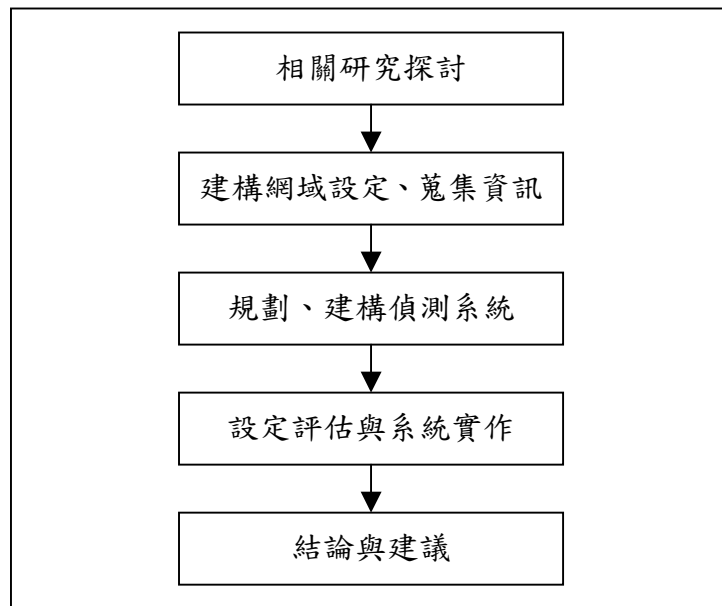 相關研究探討
建構網域設定、蒐集資訊
規劃、建構偵測系統
設定評估與系統實作
結論與建議